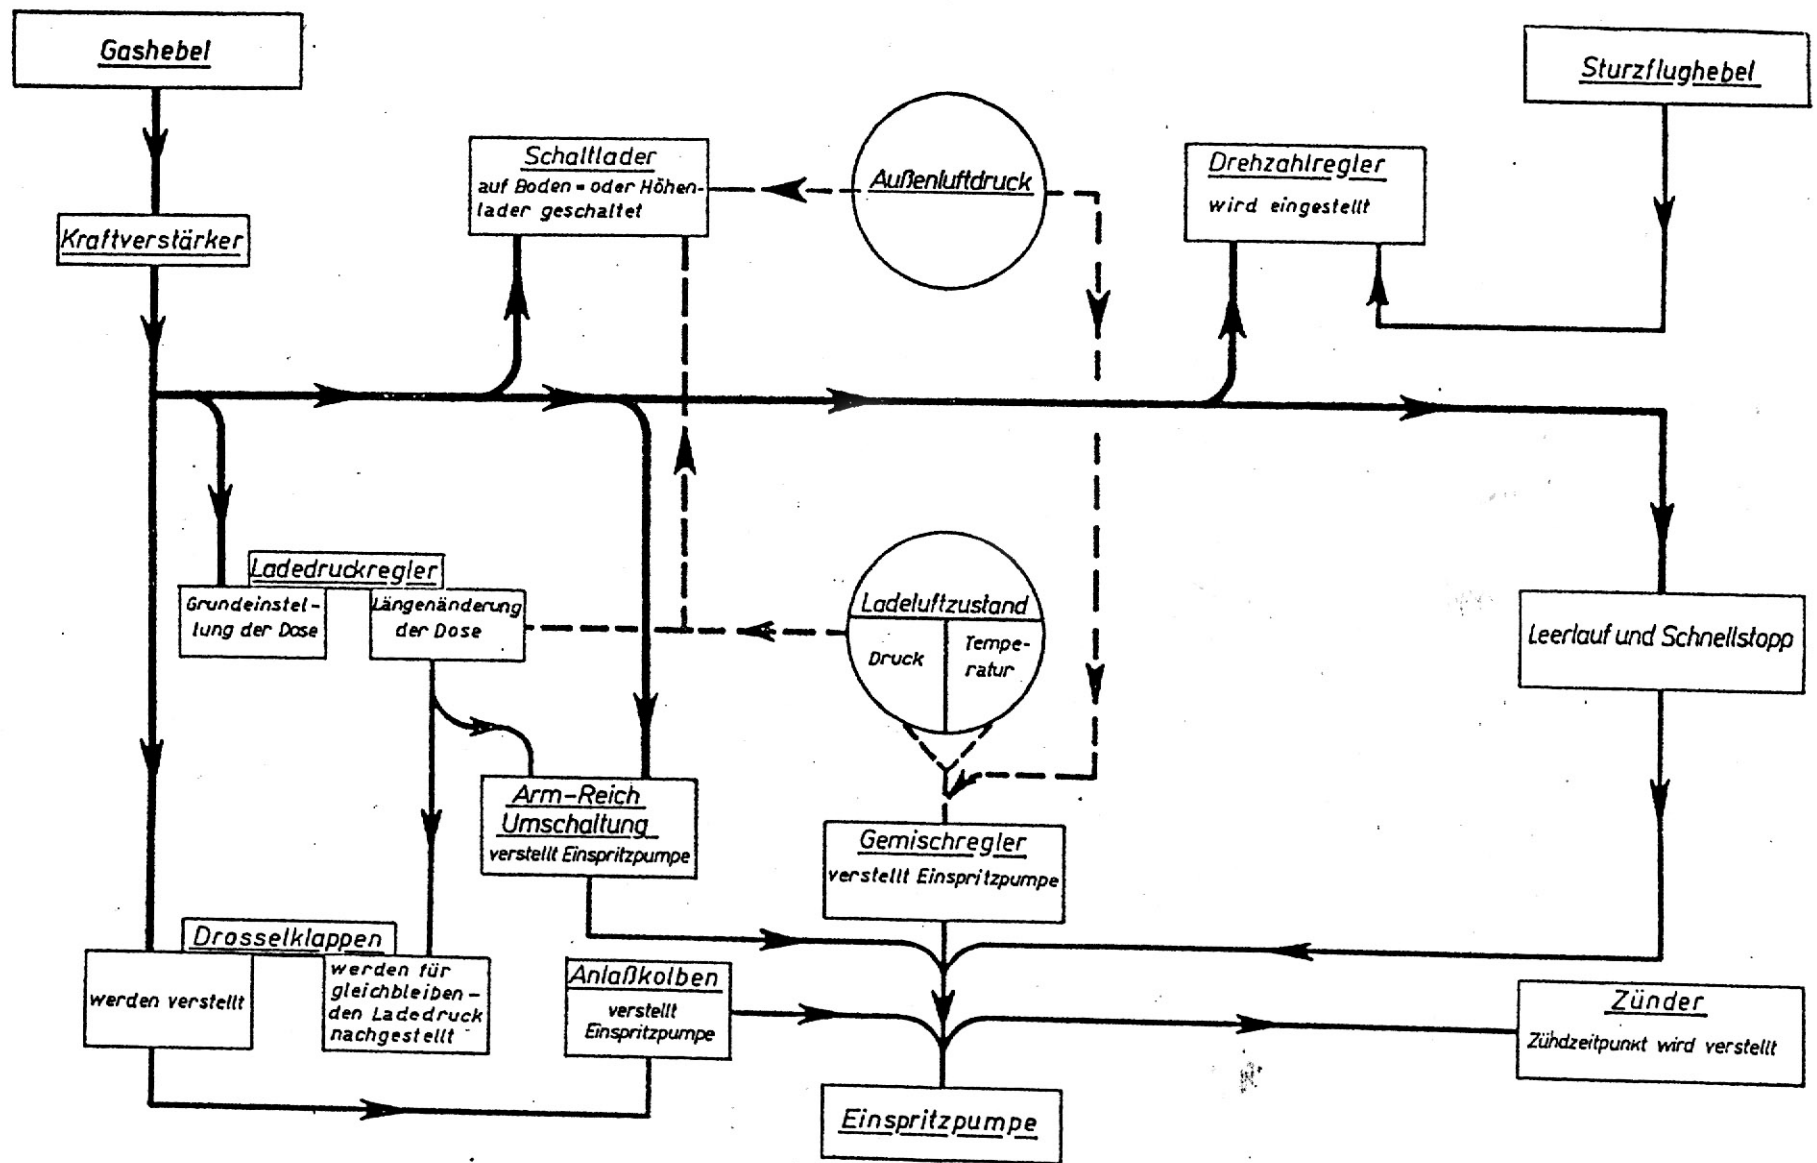 Gashebel
Sturzflughebel
Schaltlader
auf Boden = oder Höhen-
lader geschaltet
Außenluftdruck
Drehzahlregler
wird eingestellt
Kraftverstärker
Ladedruckregler
Grundeinstel-
lung der Dose
Längenänderung
der Dose
Ladeluftzustand
Druck
Tempe-
ratur
Leerlauf und Schnellstopp
Arm-Reich
Umschaltung
verstellt Einspritzpumpe
Gemischregler
verstellt Einspritzpumpe
Drosselklappen
werden verstellt
werden für
gleichbleiben-
den Ladedruck
nachgestellt
Anlaßkolben
verstellt
Einspritzpumpe
Zünder
Zühdzeitpunkt wird verstellt
Einspritzpumpe